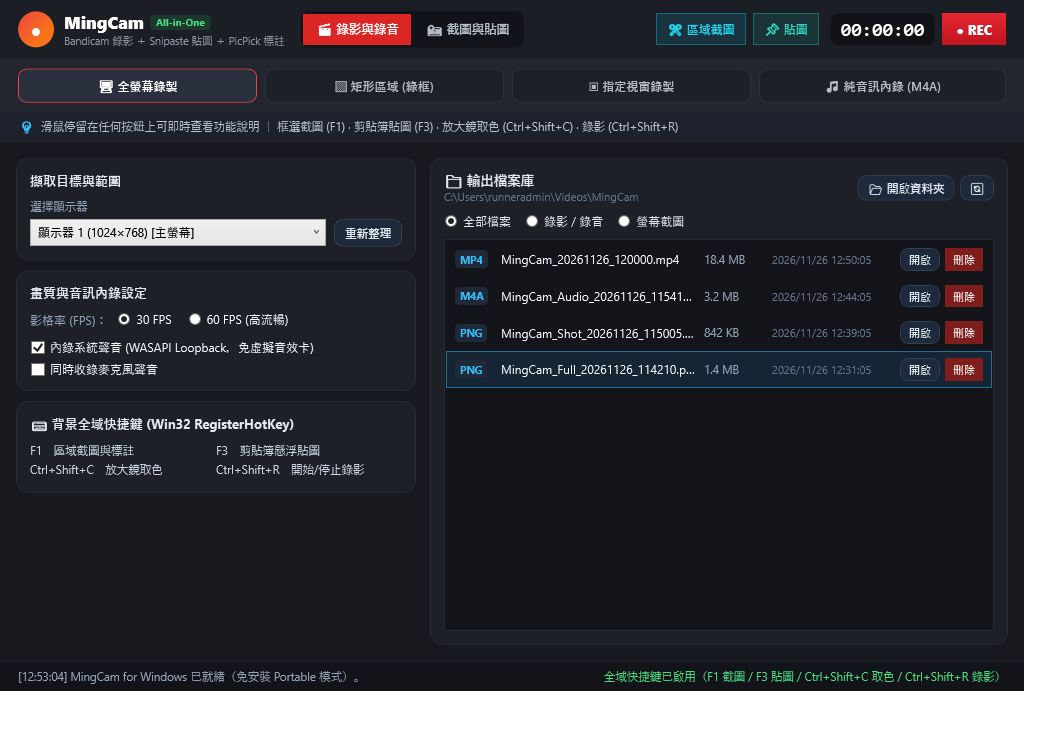 MingCam All-in-One
Bandicam 錄影 + Snipaste 貼圖 + PicPick 標註
錄影與錄音
截圖與貼圖
區域截圖
貼圖
00:00:00
● REC
全螢幕錄製
矩形區域 (綠框)
指定視窗錄製
純音訊內錄 (M4A)
滑鼠停留在任何按鈕上可即時查看功能說明 | 框選截圖 (F1) · 剪貼簿貼圖 (F3) · 放大鏡取色 (Ctrl+Shift+C) · 錄影 (Ctrl+Shift+R)
擷取目標與範圍
選擇顯示器
顯示器 1 (1024×768) [主螢幕]
重新整理
畫質與音訊內錄設定
影格率 (FPS)： 30 FPS 60 FPS (高流暢)
內錄系統聲音 (WASAPI Loopback，免虛擬音效卡)
同時收錄麥克風聲音
背景全域快捷鍵 (Win32 RegisterHotKey)
F1 區域截圖與標註 F3 剪貼簿懸浮貼圖
Ctrl+Shift+C 放大鏡取色 Ctrl+Shift+R 開始/停止錄影
輸出檔案庫
C:\Users\runneradmin\Videos\MingCam
開啟資料夾
全部檔案 錄影 / 錄音 螢幕截圖
MP4 MingCam_20261126_120000.mp4 18.4 MB 2026/11/26 12:50:05 開啟 刪除
M4A MingCam_Audio_20261126_11541... 3.2 MB 2026/11/26 12:44:05 開啟 刪除
PNG MingCam_Shot_20261126_115005.... 842 KB 2026/11/26 12:39:05 開啟 刪除
PNG MingCam_Full_20261126_114210.p... 1.4 MB 2026/11/26 12:31:05 開啟 刪除
[12:53:04] MingCam for Windows 已就緒（免安裝 Portable 模式）。
全域快捷鍵已啟用（F1 截圖 / F3 貼圖 / Ctrl+Shift+C 取色 / Ctrl+Shift+R 錄影）